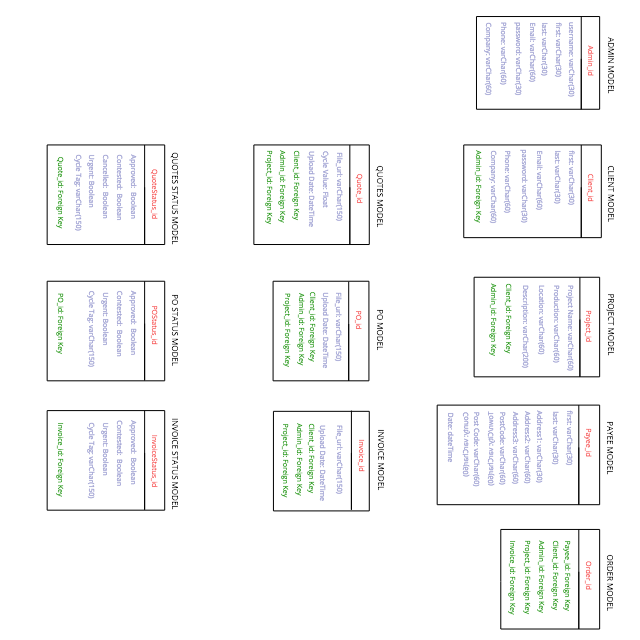 ADMIN MODEL
Admin_id
username: varChar(30)
first: varChar(30)
last: varChar(30)
Email: varChar(60)
password: varChar(30)
Phone: varChar(60)
Company: varChar(60)
CLIENT MODEL
Client_id
first: varChar(30)
last: varChar(30)
Email: varChar(60)
password: varChar(30)
Phone: varChar(60)
Company: varChar(60)
Admin_id: Foreign Key
PROJECT MODEL
Project_id
Project Name: varChar(60)
Production: varChar(60)
Location: varChar(60)
Description: varChar(200)
Client_id: Foreign Key
Admin_id: Foreign Key
PAYEE MODEL
Payee_id
first: varChar(30)
last: varChar(30)
Address1: varChar(30)
Address2: varChar(60)
Address3: varChar(60)
PostCode: varChar(60)
varChar(60)
Post Code: varChar(60)
varChar(60)
Date: dateTime
ORDER MODEL
Order_id
Payee_id: Foreign Key
Client_id: Foreign Key
Admin_id: Foreign Key
Project_id: Foreign Key
Invoice_id: Foreign Key
QUOTES MODEL
Quote_id
File_url: varChar(150)
Cycle Value: Float
Upload Date: DateTime
Client_id: Foreign Key
Admin_id: Foreign Key
Project_id: Foreign Key
PO MODEL
PO_id
File_url: varChar(150)
Upload Date: DateTime
Client_id: Foreign Key
Admin_id: Foreign Key
Project_id: Foreign Key
INVOICE MODEL
Invoice_id
File_url: varChar(150)
Upload Date: DateTime
Client_id: Foreign Key
Admin_id: Foreign Key
Project_id: Foreign Key
QUOTES STATUS MODEL
QuoteStatus_id
Approved: Boolean
Contested: Boolean
Cancelled: Boolean
Urgent: Boolean
Cycle Tag: varChar(150)
Quote_id: Foreign Key
PO STATUS MODEL
POStatus_id
Approved: Boolean
Contested: Boolean
Urgent: Boolean
Cycle Tag: varChar(150)
PO_id: Foreign Key
INVOICE STATUS MODEL
InvoiceStatus_id
Approved: Boolean
Contested: Boolean
Urgent: Boolean
Cycle Tag: varChar(150)
Invoice_id: Foreign Key